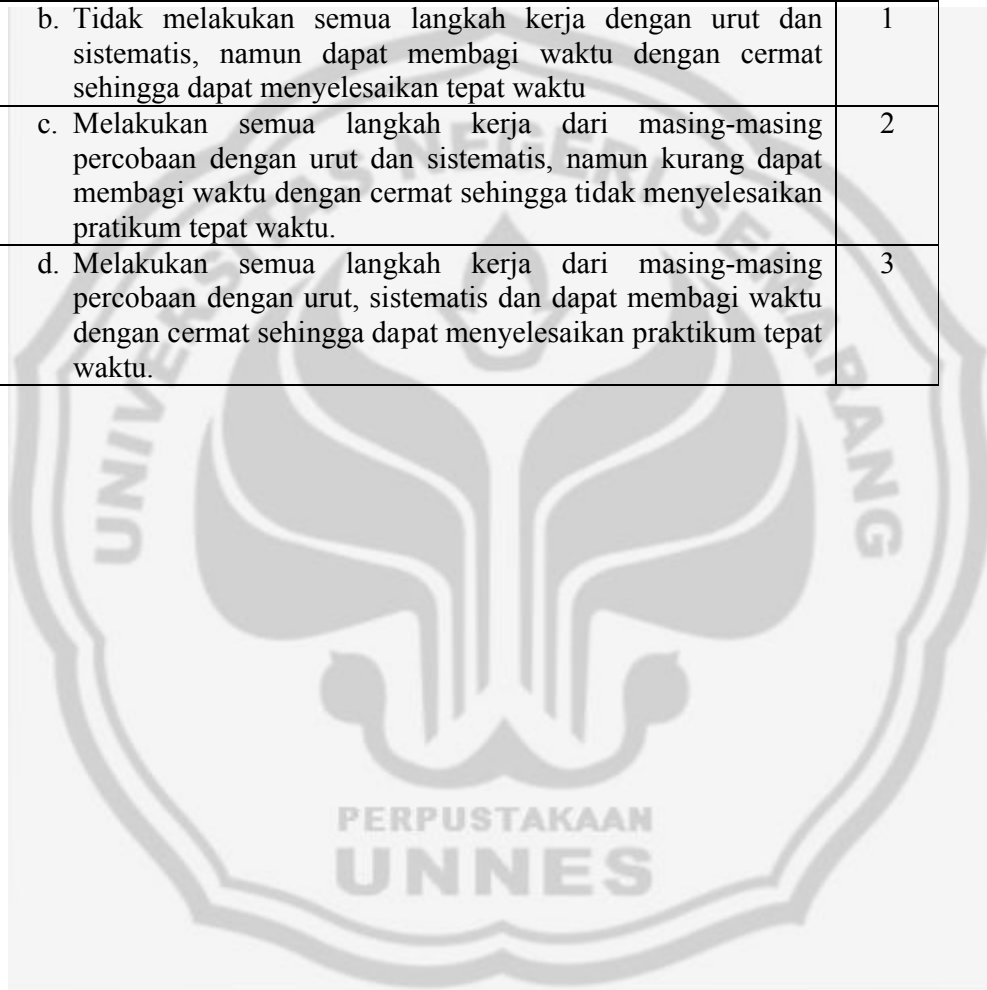 b. Tidak melakukan semua langkah kerja dengan urut dan 1
sistematis, namun dapat membagi waktu dengan cermat
sehingga dapat menyelesaikan tepat waktu
c. Melakukan semua langkah kerja dari masing-masing 2
percobaan dengan urut dan sistematis, namun kurang dapat
membagi waktu dengan cermat sehingga tidak menyelesaikan
pratikum tepat waktu.
d. Melakukan semua langkah kerja dari masing-masing 3
percobaan dengan urut, sistematis dan dapat membagi waktu
dengan cermat sehingga dapat menyelesaikan praktikum tepat
waktu.
UNIVERSITAS NEGERI SEMARANG
PERPUSTAKAAN
UNNES